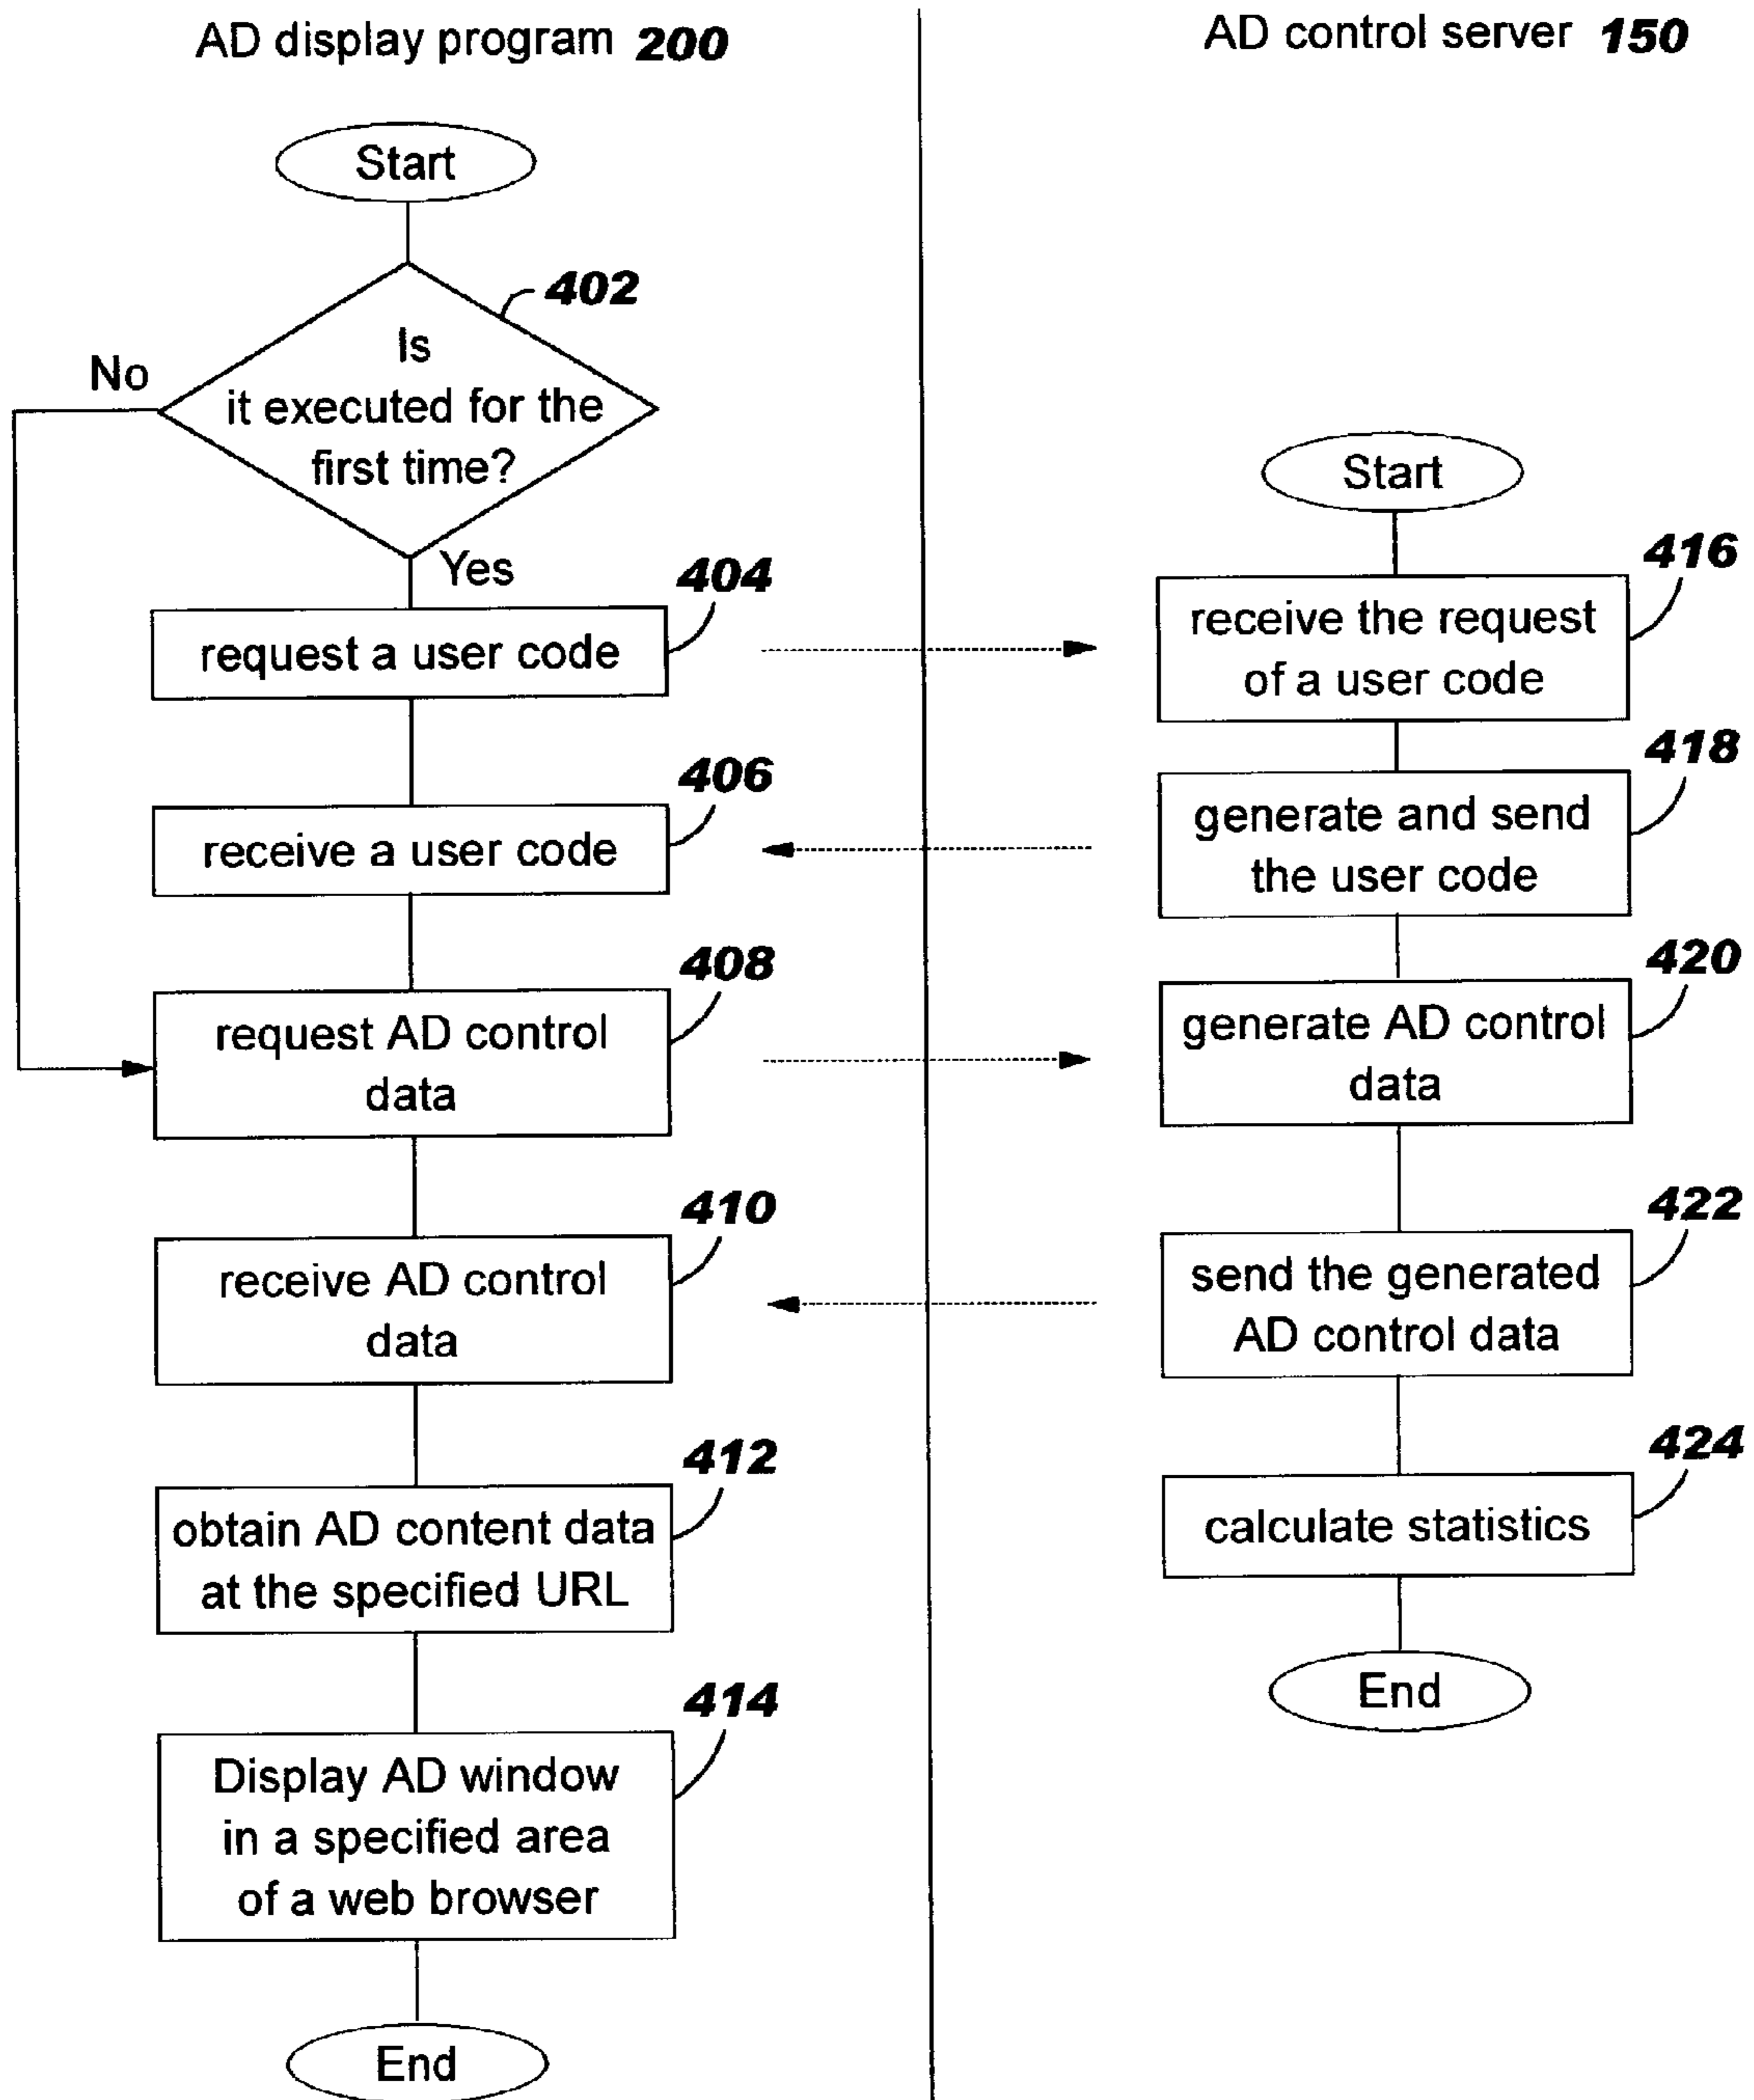 AD display program 200
Start
402
Is
it executed for the
first time?
No
Yes
404
request a user code
406
receive a user code
408
request AD control
data
410
receive AD control
data
412
obtain AD content data
at the specified URL
414
Display AD window
in a specified area
of a web browser
End
AD control server 150
Start
416
receive the request
of a user code
418
generate and send
the user code
420
generate AD control
data
422
send the generated
AD control data
424
calculate statistics
End